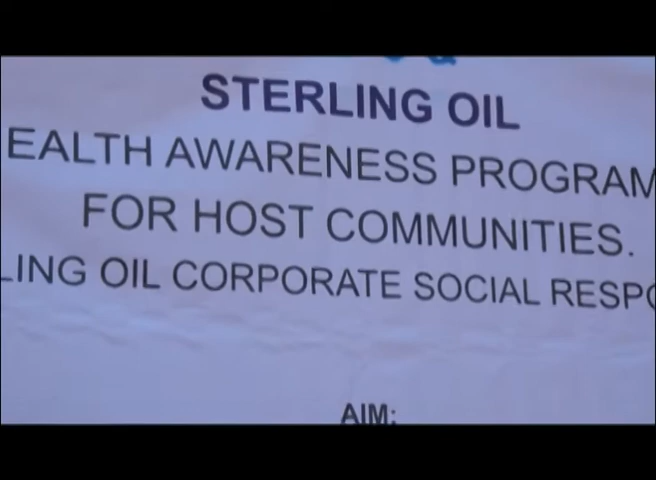 STERLING OIL
EALTH AWARENESS PROGRAM
FOR HOST COMMUNITIES.
LING OIL CORPORATE SOCIAL RESPO
AIM: